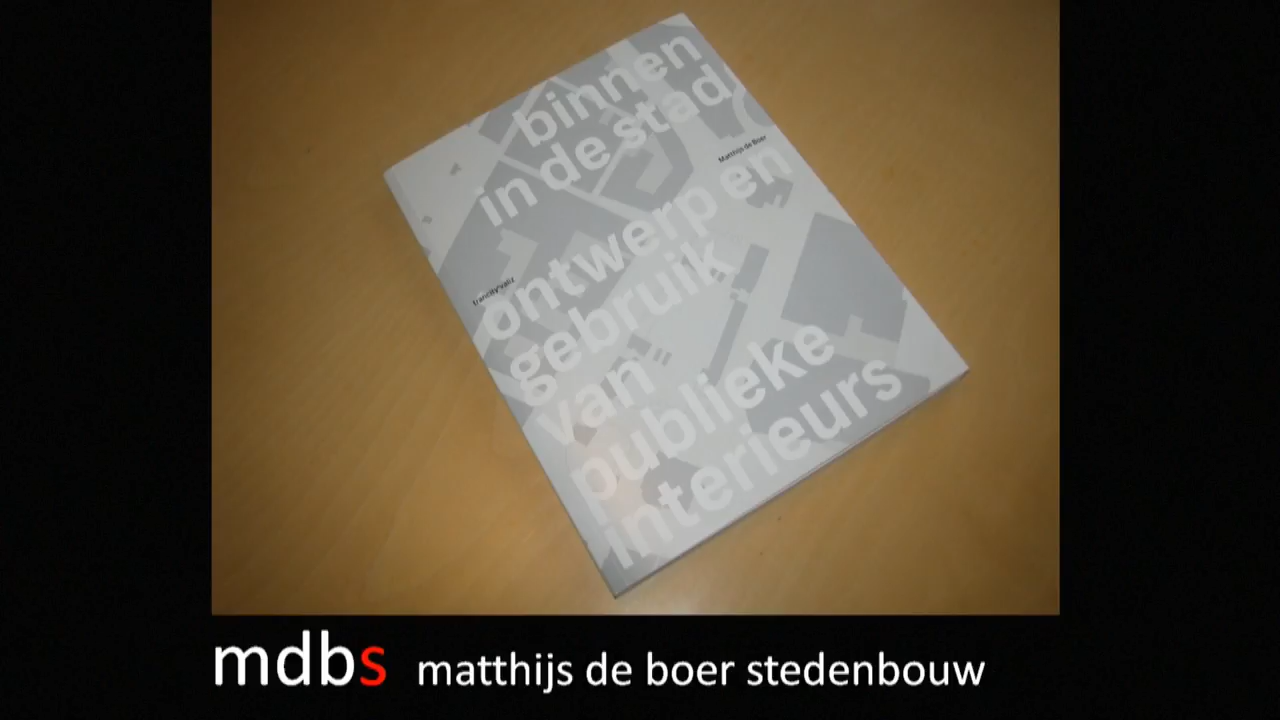 binnen
in de stad
Matthijs de Boer
ontwerp en
trancity*valiz
gebruik
van
publieke
interieurs
mdbs matthijs de boer stedenbouw